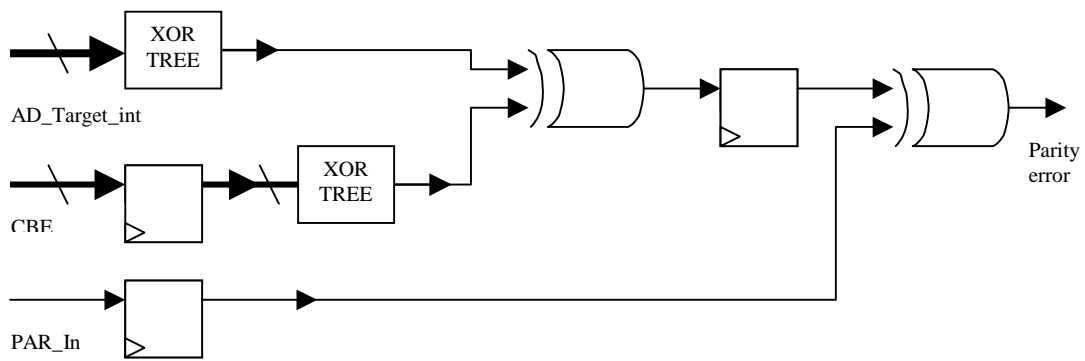 XOR
TREE
AD_Target_int
XOR
TREE
CBE
PAR_In
Parity
error